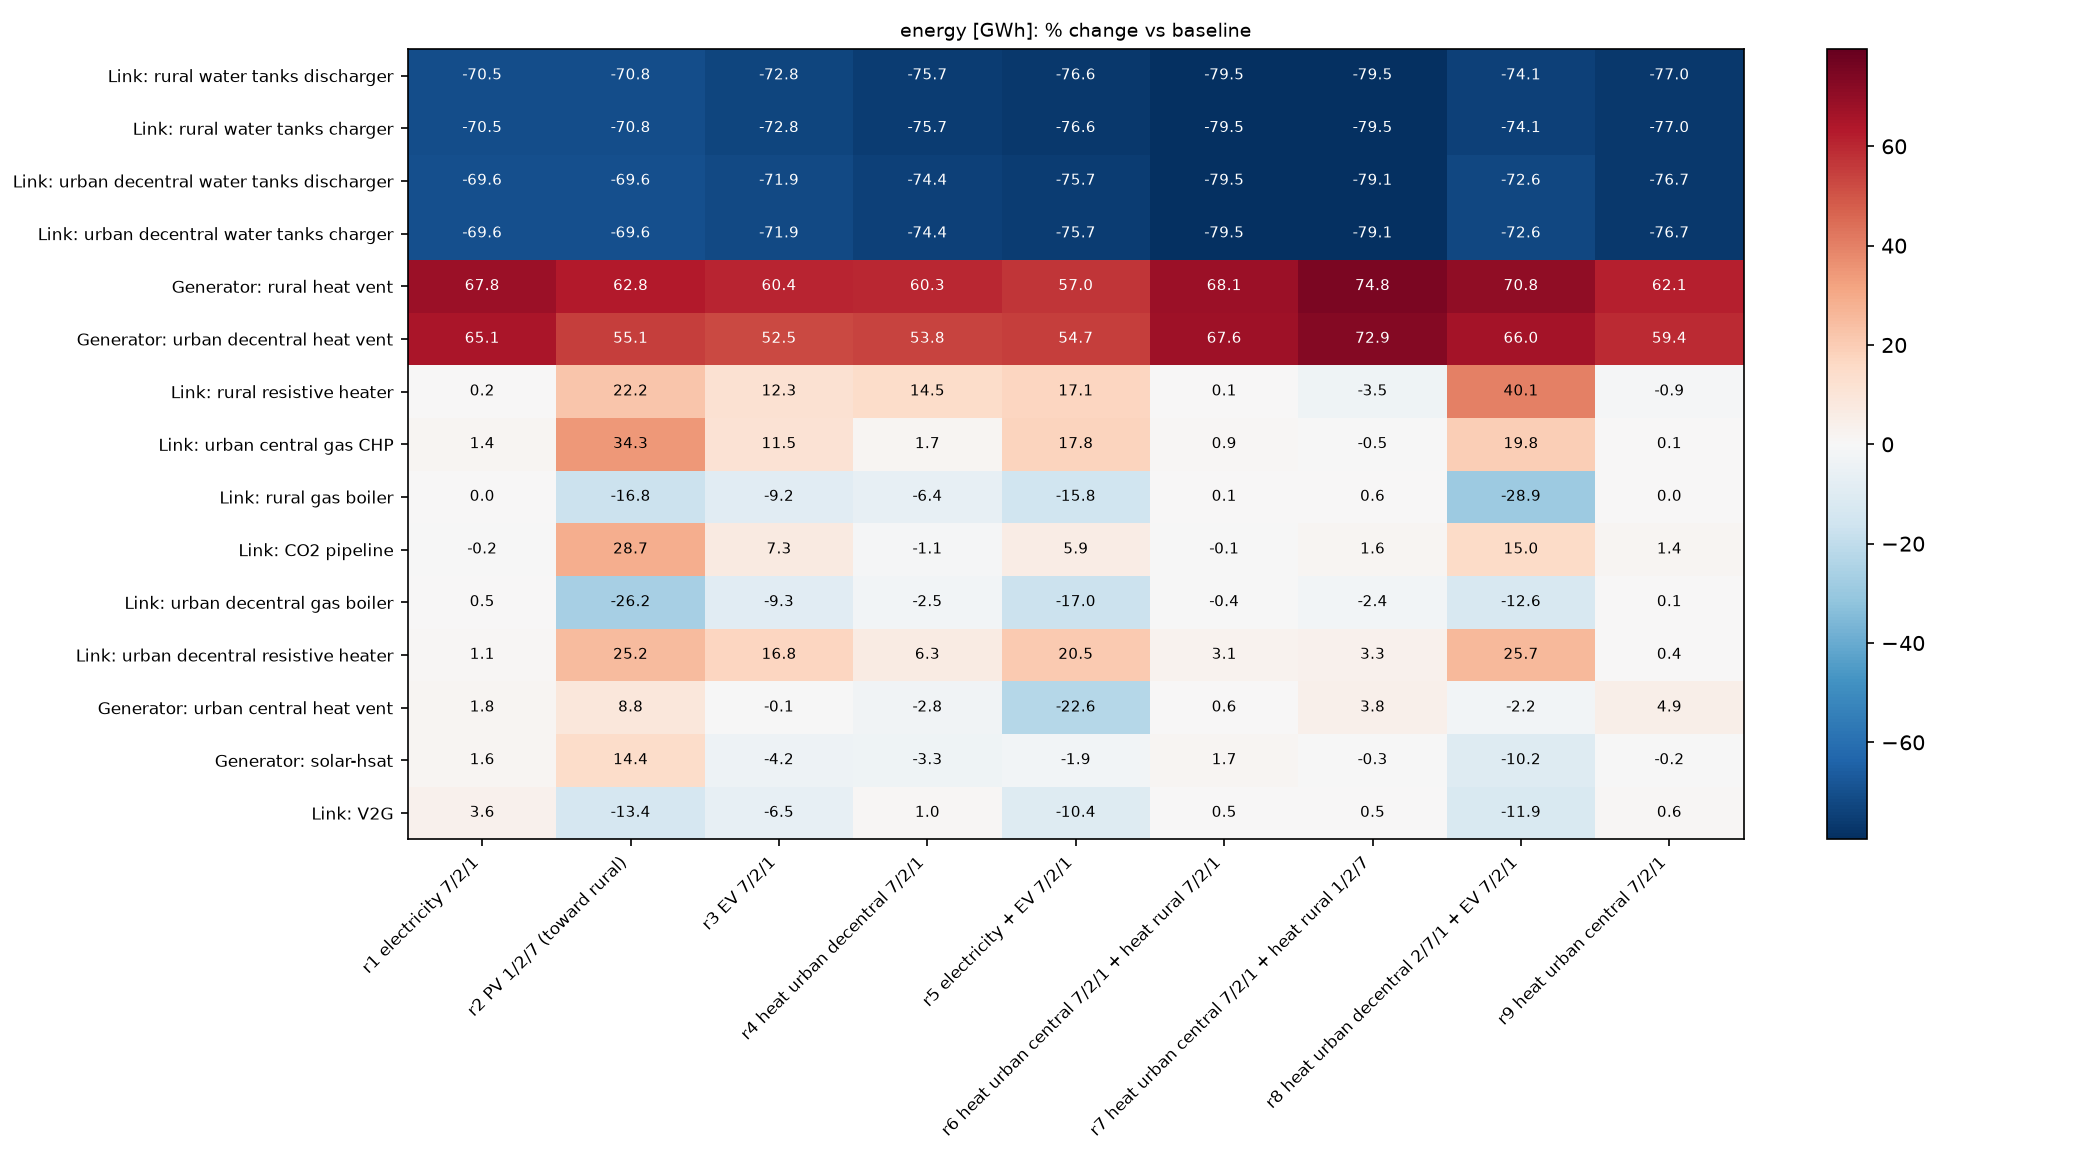 energy [GWh]: % change vs baseline
Link: rural water tanks discharger -70.5 -70.8 -72.8 -75.7 -76.6 -79.5 -79.5 -74.1 -77.0
Link: rural water tanks charger -70.5 -70.8 -72.8 -75.7 -76.6 -79.5 -79.5 -74.1 -77.0
Link: urban decentral water tanks discharger -69.6 -69.6 -71.9 -74.4 -75.7 -79.5 -79.1 -72.6 -76.7
Link: urban decentral water tanks charger -69.6 -69.6 -71.9 -74.4 -75.7 -79.5 -79.1 -72.6 -76.7
Generator: rural heat vent 67.8 62.8 60.4 60.3 57.0 68.1 74.8 70.8 62.1
Generator: urban decentral heat vent 65.1 55.1 52.5 53.8 54.7 67.6 72.9 66.0 59.4
Link: rural resistive heater 0.2 22.2 12.3 14.5 17.1 0.1 -3.5 40.1 -0.9
Link: urban central gas CHP 1.4 34.3 11.5 1.7 17.8 0.9 -0.5 19.8 0.1
Link: rural gas boiler 0.0 -16.8 -9.2 -6.4 -15.8 0.1 0.6 -28.9 0.0
Link: CO2 pipeline -0.2 28.7 7.3 -1.1 5.9 -0.1 1.6 15.0 1.4
Link: urban decentral gas boiler 0.5 -26.2 -9.3 -2.5 -17.0 -0.4 -2.4 -12.6 0.1
Link: urban decentral resistive heater 1.1 25.2 16.8 6.3 20.5 3.1 3.3 25.7 0.4
Generator: urban central heat vent 1.8 8.8 -0.1 -2.8 -22.6 0.6 3.8 -2.2 4.9
Generator: solar-hsat 1.6 14.4 -4.2 -3.3 -1.9 1.7 -0.3 -10.2 -0.2
Link: V2G 3.6 -13.4 -6.5 1.0 -10.4 0.5 0.5 -11.9 0.6
r1 electricity 7/2/1
r2 PV 1/2/7 (toward rural)
r3 EV 7/2/1
r4 heat urban decentral 7/2/1
r5 electricity + EV 7/2/1
r6 heat urban central 7/2/1 + heat rural 7/2/1
r7 heat urban central 7/2/1 + heat rural 1/2/7
r8 heat urban decentral 2/7/1 + EV 7/2/1
r9 heat urban central 7/2/1
60
40
20
0
−20
−40
−60